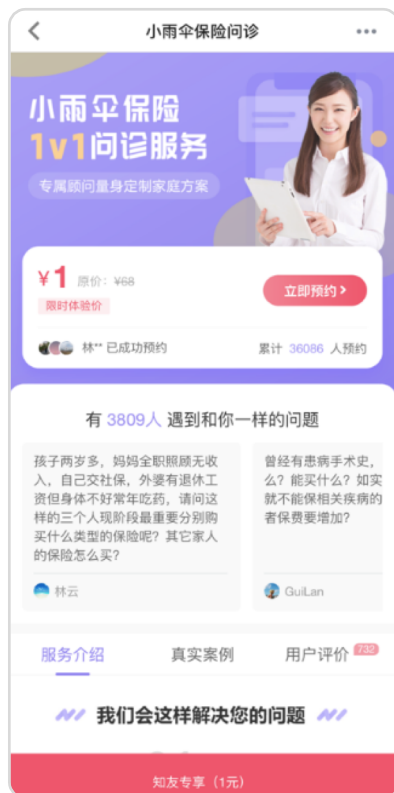 小雨伞保险问诊
小雨伞保险
1v1问诊服务
专属顾问量身定制家庭方案
¥1 原价：¥68
立即预约
限时体验价
林** 已成功预约
累计 36086 人预约
有 3809人 遇到和你一样的问题
孩子两岁多，妈妈全职照顾无收
入，自己交社保，外婆有退休工
资但身体不好常年吃药，请问这
样的三个人现阶段最重要分别购
买什么类型的保险呢？其它家人
的保险怎么买？
林云
曾经有患病手术史，
么？能买什么？如实
就不能保相关疾病的
者保费要增加？
GuiLan
服务介绍
真实案例
用户评价 732
我们会这样解决您的问题
知友专享（1元）